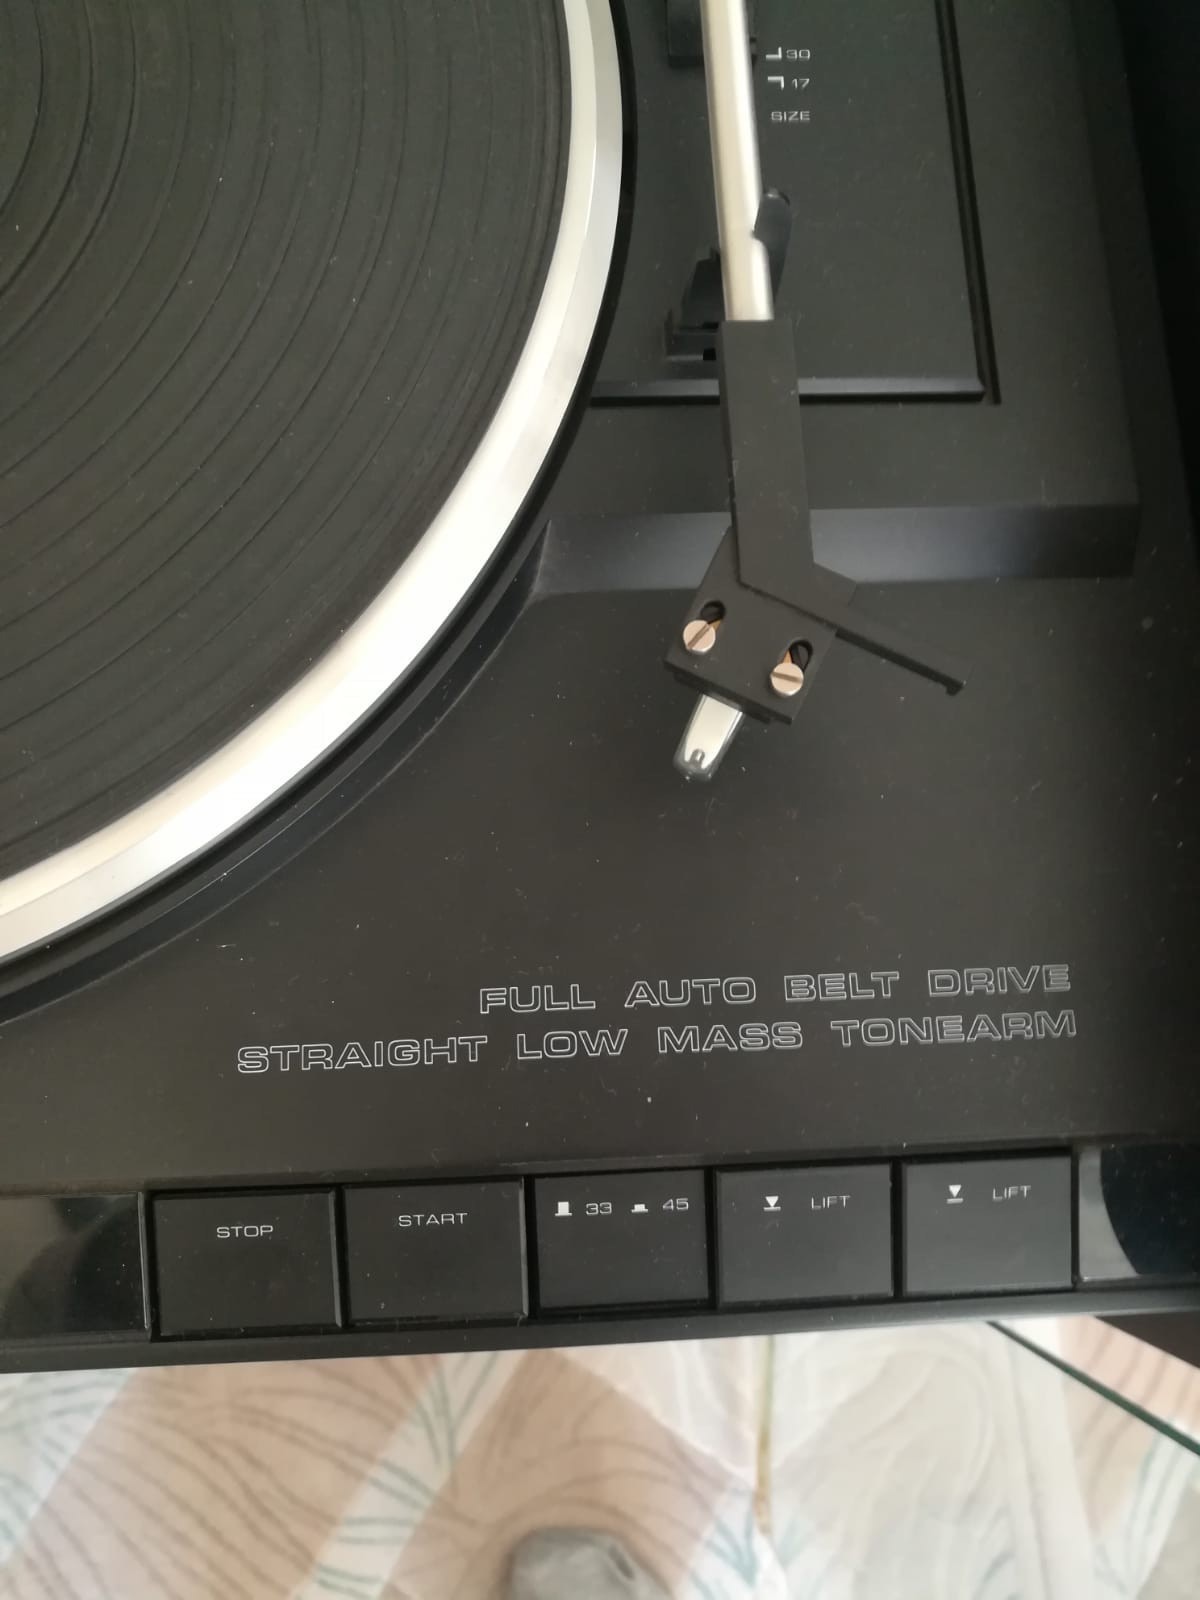 30
17
SIZE
FULL AUTO BELT DRIVE
STRAIGHT LOW MASS TONEARM
STOP
START
33 45
LIFT
LIFT